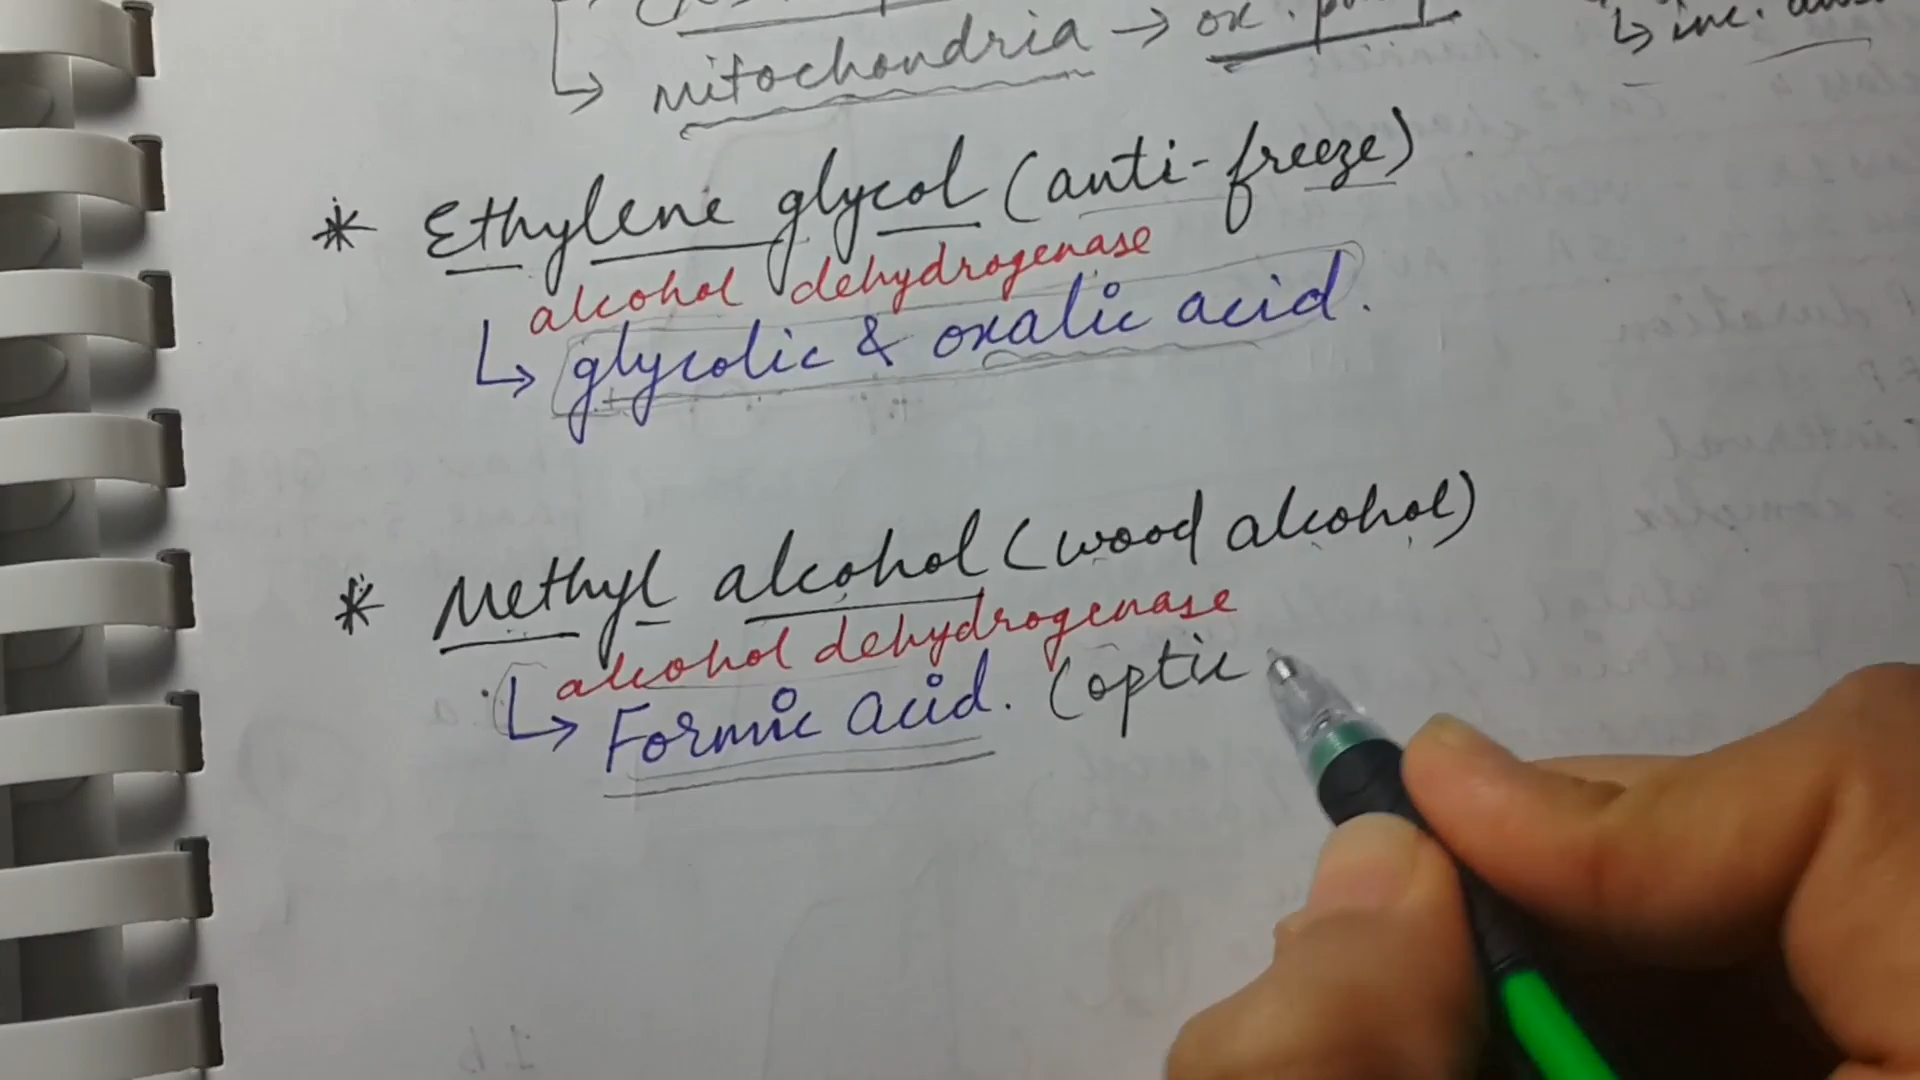 mitochondria → ox.
↳ inc.
* Ethylene glycol (anti-freeze)
alcohol dehydrogenase
↳ glycolic & oxalic acid.
* Methyl alcohol (wood alcohol)
alcohol dehydrogenase
↳ Formic acid. (optic